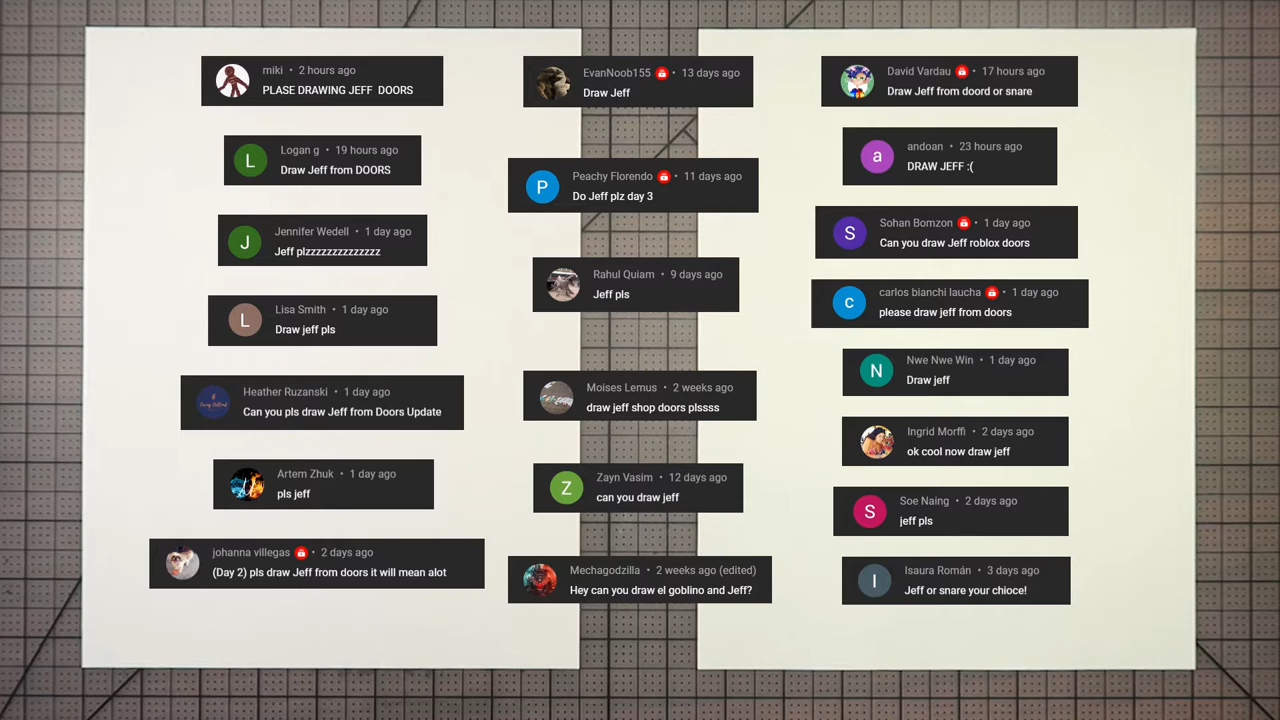 miki • 2 hours ago
PLASE DRAWING JEFF DOORS
L
Logan g • 19 hours ago
Draw Jeff from DOORS
J
Jennifer Wedell • 1 day ago
Jeff plzzzzzzzzzzzzzz
L
Lisa Smith • 1 day ago
Draw jeff pls
Heather Ruzanski • 1 day ago
Can you pls draw Jeff from Doors Update
Artem Zhuk • 1 day ago
pls jeff
johanna villegas • 2 days ago
(Day 2) pls draw Jeff from doors it will mean alot
EvanNoob155 • 13 days ago
Draw Jeff
P
Peachy Florendo • 11 days ago
Do Jeff plz day 3
Rahul Quiam • 9 days ago
Jeff pls
Moises Lemus • 2 weeks ago
draw jeff shop doors plssss
Z
Zayn Vasim • 12 days ago
can you draw jeff
Mechagodzilla • 2 weeks ago (edited)
Hey can you draw el goblino and Jeff?
David Vardau • 17 hours ago
Draw Jeff from doord or snare
a
andoan • 23 hours ago
DRAW JEFF :(
S
Sohan Bomzon • 1 day ago
Can you draw Jeff roblox doors
c
carlos bianchi laucha • 1 day ago
please draw jeff from doors
N
Nwe Nwe Win • 1 day ago
Draw jeff
Ingrid Morffi • 2 days ago
ok cool now draw jeff
S
Soe Naing • 2 days ago
jeff pls
I
Isaura Román • 3 days ago
Jeff or snare your chioce!